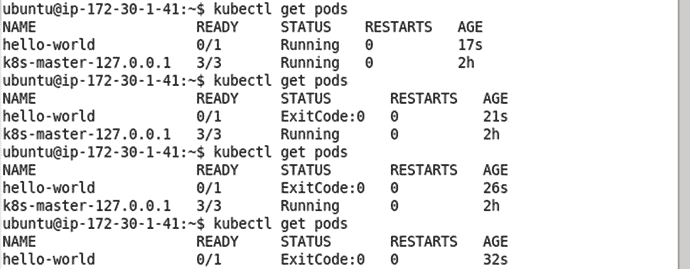 ubuntu@ip-172-30-1-41:~$ kubectl get pods
NAME READY STATUS RESTARTS AGE
hello-world 0/1 Running 0 17s
k8s-master-127.0.0.1 3/3 Running 0 2h
ubuntu@ip-172-30-1-41:~$ kubectl get pods
NAME READY STATUS RESTARTS AGE
hello-world 0/1 ExitCode:0 0 21s
k8s-master-127.0.0.1 3/3 Running 0 2h
ubuntu@ip-172-30-1-41:~$ kubectl get pods
NAME READY STATUS RESTARTS AGE
hello-world 0/1 ExitCode:0 0 26s
k8s-master-127.0.0.1 3/3 Running 0 2h
ubuntu@ip-172-30-1-41:~$ kubectl get pods
NAME READY STATUS RESTARTS AGE
hello-world 0/1 ExitCode:0 0 32s